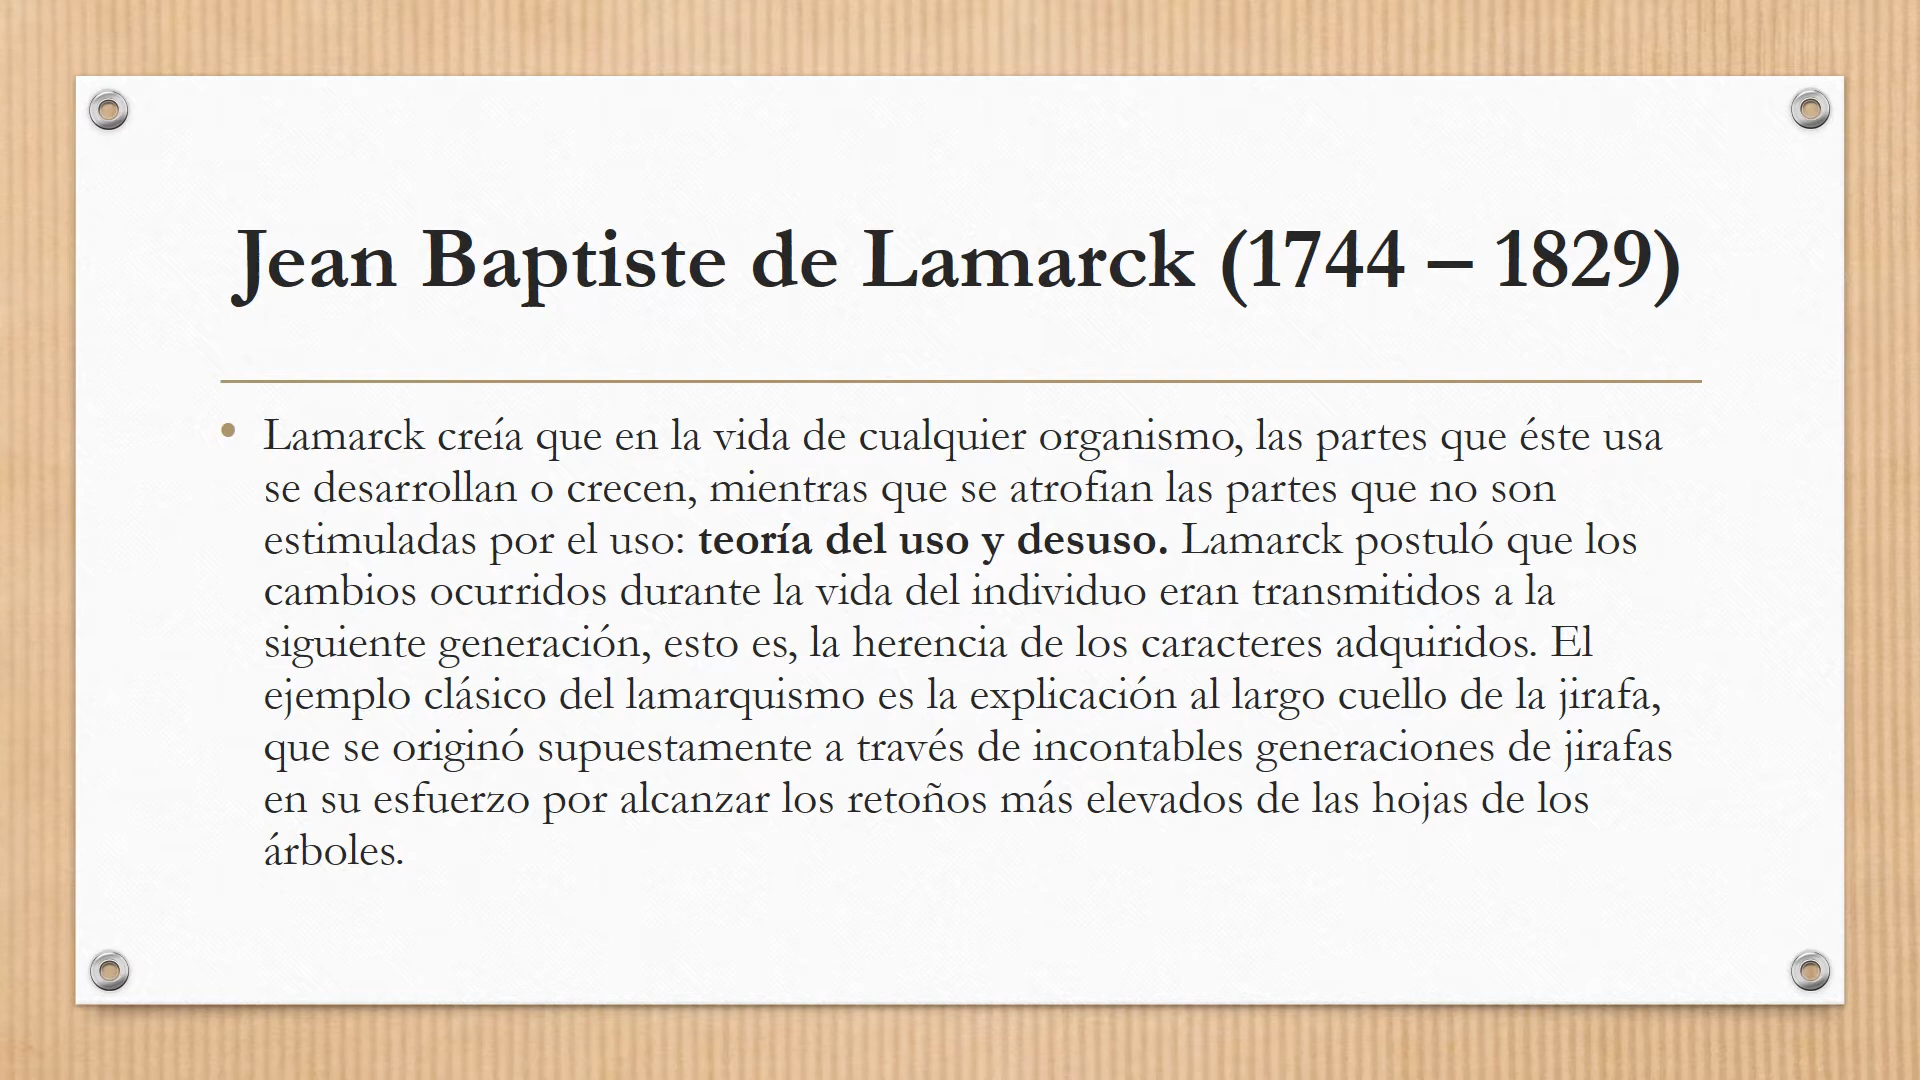 Jean Baptiste de Lamarck (1744 – 1829)
• Lamarck creía que en la vida de cualquier organismo, las partes que éste usa
se desarrollan o crecen, mientras que se atrofian las partes que no son
estimuladas por el uso: teoría del uso y desuso. Lamarck postuló que los
cambios ocurridos durante la vida del individuo eran transmitidos a la
siguiente generación, esto es, la herencia de los caracteres adquiridos. El
ejemplo clásico del lamarquismo es la explicación al largo cuello de la jirafa,
que se originó supuestamente a través de incontables generaciones de jirafas
en su esfuerzo por alcanzar los retoños más elevados de las hojas de los
árboles.